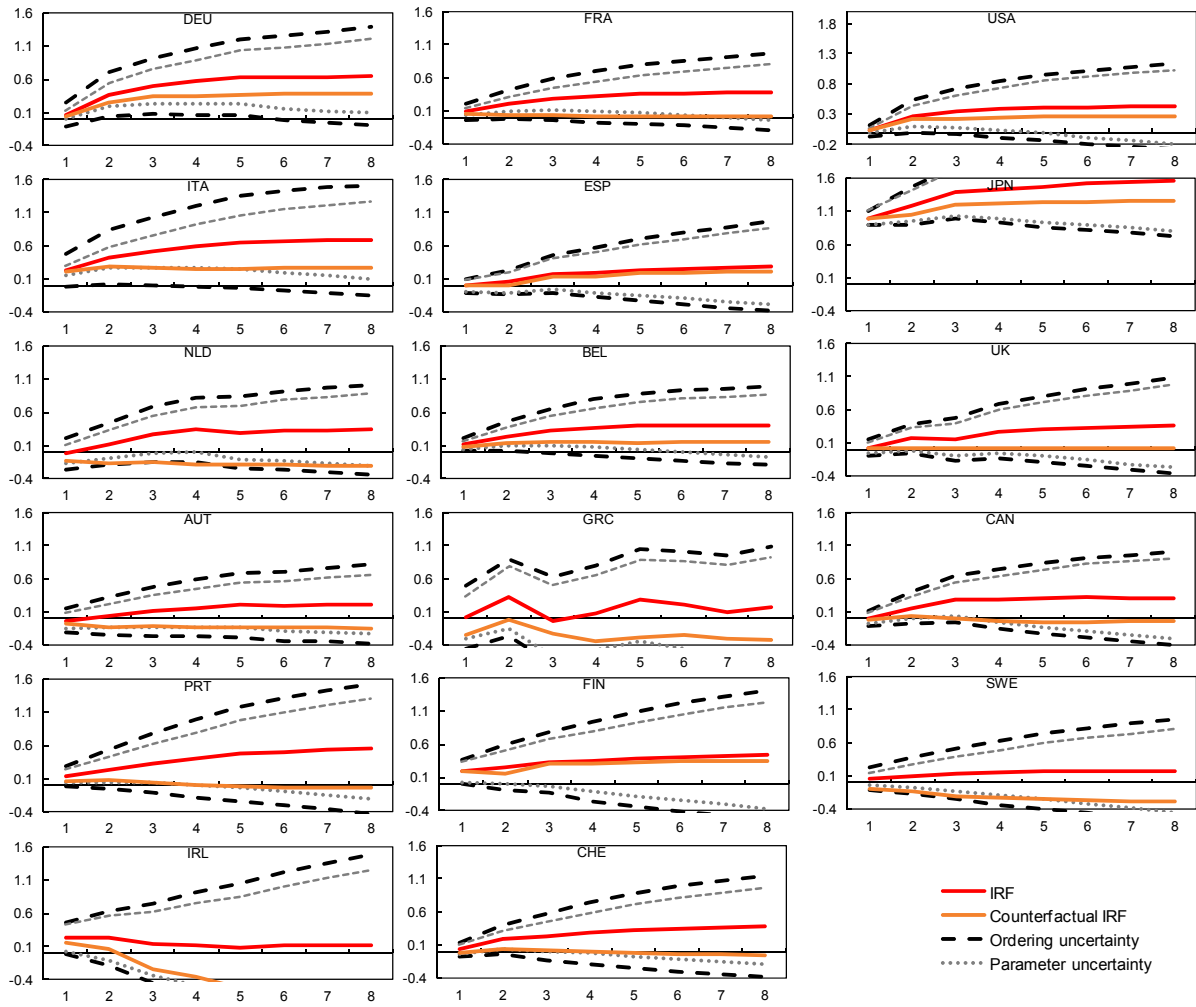 DEU
1.6
1.1
0.6
0.1
-0.4
1 2 3 4 5 6 7 8
FRA
1.6
1.1
0.6
0.1
-0.4
1 2 3 4 5 6 7 8
USA
1.8
1.3
0.8
0.3
-0.2
1 2 3 4 5 6 7 8
ITA
1.6
1.1
0.6
0.1
-0.4
1 2 3 4 5 6 7 8
ESP
1.6
1.1
0.6
0.1
-0.4
1 2 3 4 5 6 7 8
JPN
1.6
1.1
0.6
0.1
-0.4
1 2 3 4 5 6 7 8
NLD
1.6
1.1
0.6
0.1
-0.4
1 2 3 4 5 6 7 8
BEL
1.6
1.1
0.6
0.1
-0.4
1 2 3 4 5 6 7 8
UK
1.6
1.1
0.6
0.1
-0.4
1 2 3 4 5 6 7 8
AUT
1.6
1.1
0.6
0.1
-0.4
1 2 3 4 5 6 7 8
GRC
1.6
1.1
0.6
0.1
-0.4
1 2 3 4 5 6 7 8
CAN
1.6
1.1
0.6
0.1
-0.4
1 2 3 4 5 6 7 8
PRT
1.6
1.1
0.6
0.1
-0.4
1 2 3 4 5 6 7 8
FIN
1.6
1.1
0.6
0.1
-0.4
1 2 3 4 5 6 7 8
SWE
1.6
1.1
0.6
0.1
-0.4
1 2 3 4 5 6 7 8
IRL
1.6
1.1
0.6
0.1
-0.4
1 2 3 4 5 6 7 8
CHE
1.6
1.1
0.6
0.1
-0.4
1 2 3 4 5 6 7 8
IRF
Counterfactual IRF
Ordering uncertainty
Parameter uncertainty